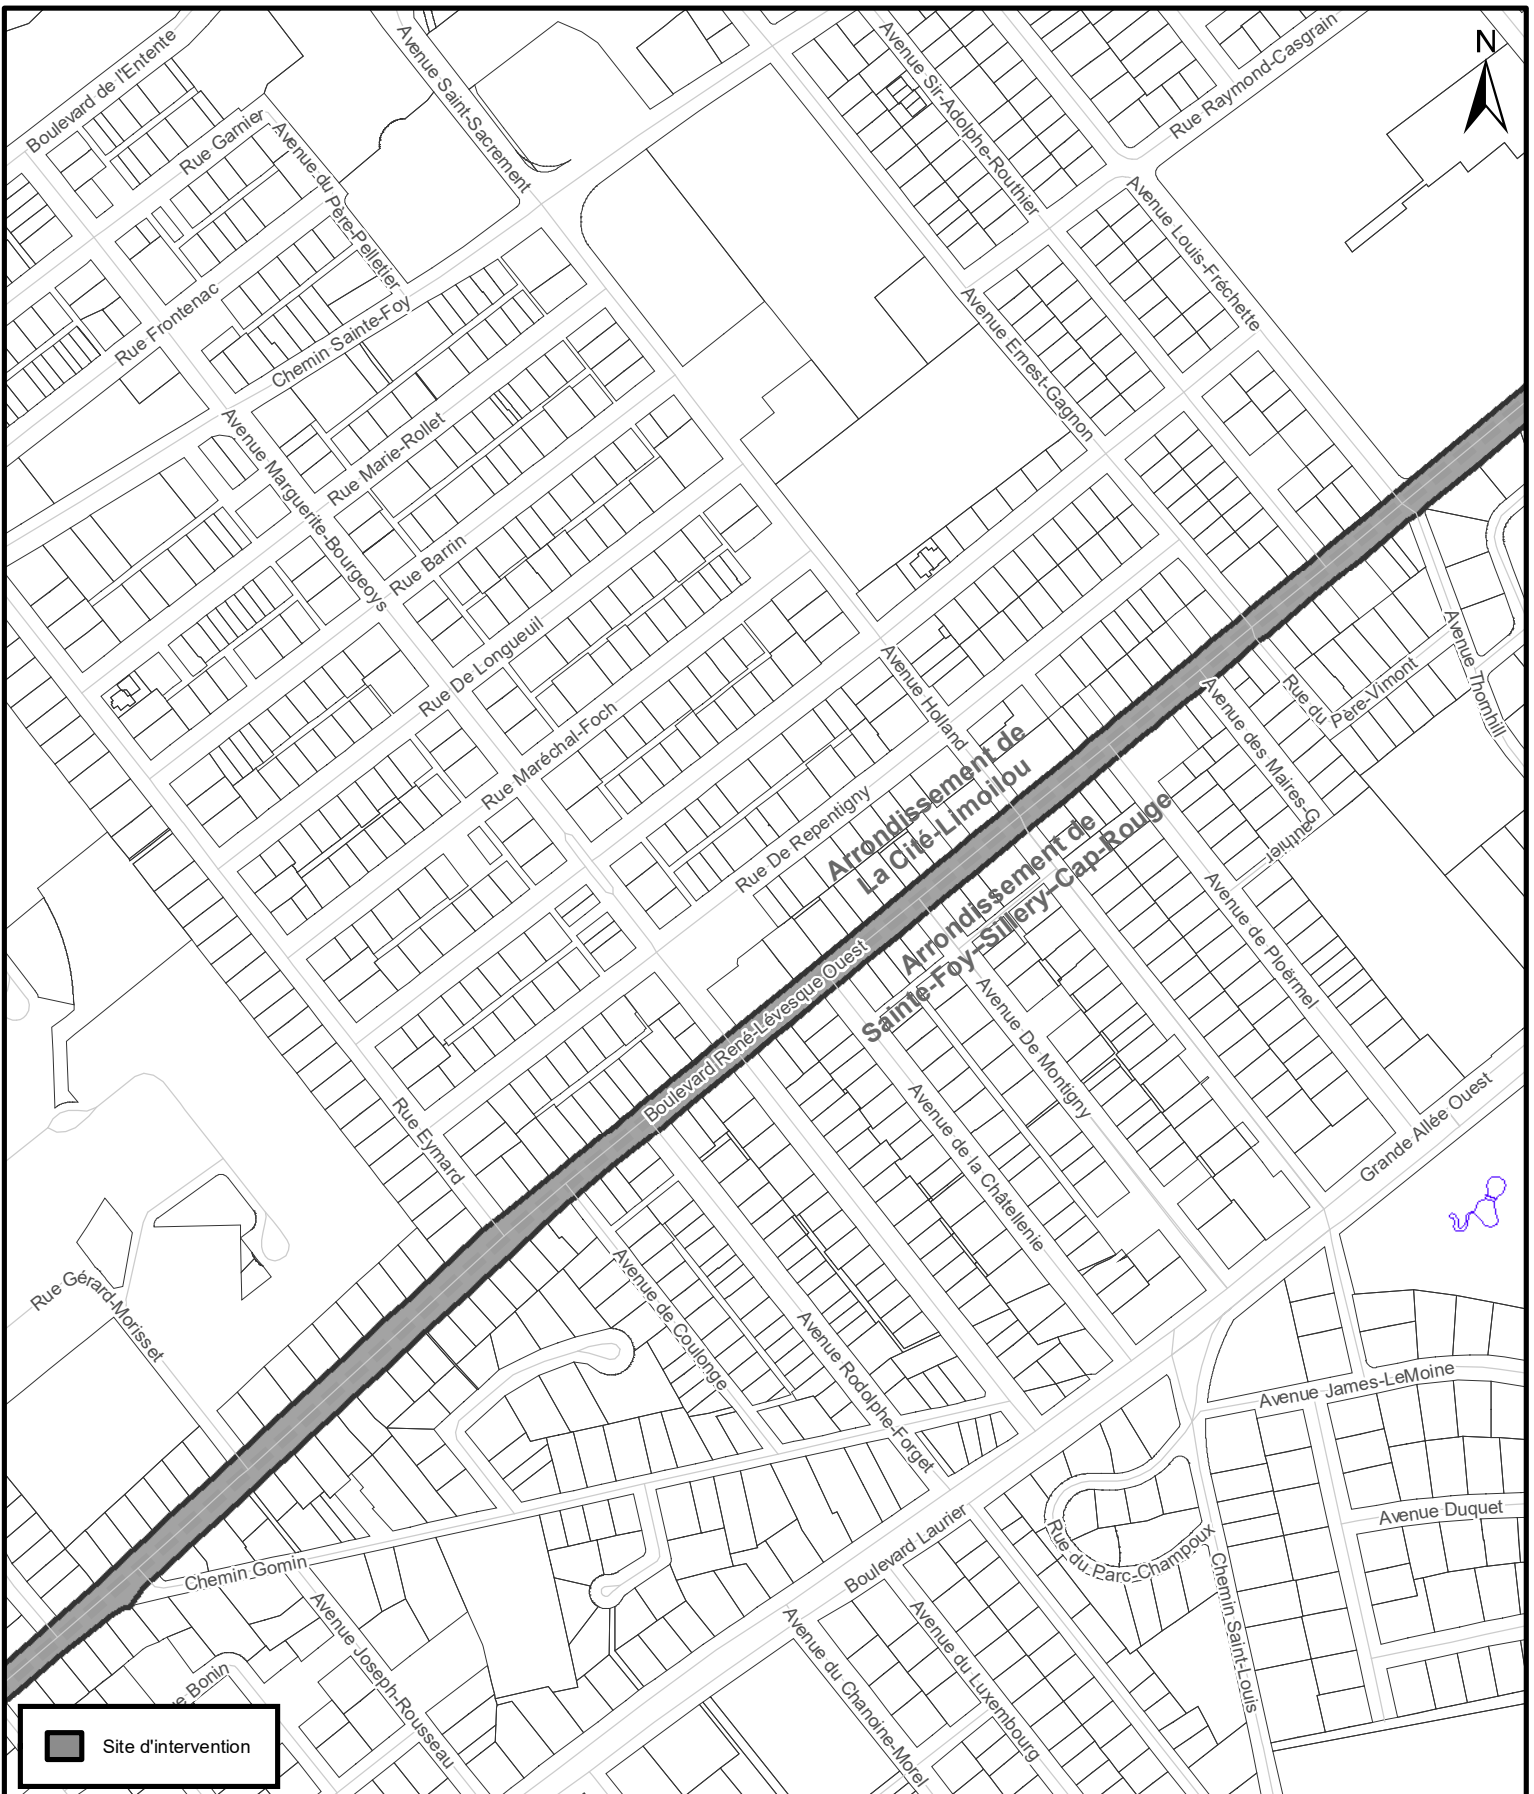 Boulevard de l'Entente
Avenue Saint-Sacrement
Avenue Sir-Adolphe-Routhier
Rue Raymond-Casgrain
N
Rue Garnier
Avenue du Père-Pelletier
Avenue Louis-Fréchette
Rue Frontenac
Chemin Sainte-Foy
Avenue Ernest-Gagnon
Avenue Marguerite-Bourgeoys
Rue Marie-Rollet
Rue Barrin
Rue De Longueuil
Avenue Holland
Avenue Thornhill
Rue du Père-Vimont
Avenue des Maires-Gauthier
Rue Maréchal-Foch
Rue De Repentigny
Arrondissement de
La Cité-Limoilou
Arrondissement de
Sainte-Foy–Sillery–Cap-Rouge
Avenue de Ploërmel
Boulevard René-Lévesque Ouest
Avenue De Montigny
Avenue de la Châtellenie
Grande Allée Ouest
Rue Eymard
Rue Gérard-Morisset
Avenue de Coulonge
Avenue Rodolphe-Forget
Avenue James-LeMoine
Avenue Duquet
Boulevard Laurier
Rue du Parc-Champoux
Chemin Saint-Louis
Chemin Gomin
Avenue Joseph-Rousseau
Avenue du Chanoine-Morel
Avenue du Luxembourg
ue Bonin
Site d'intervention